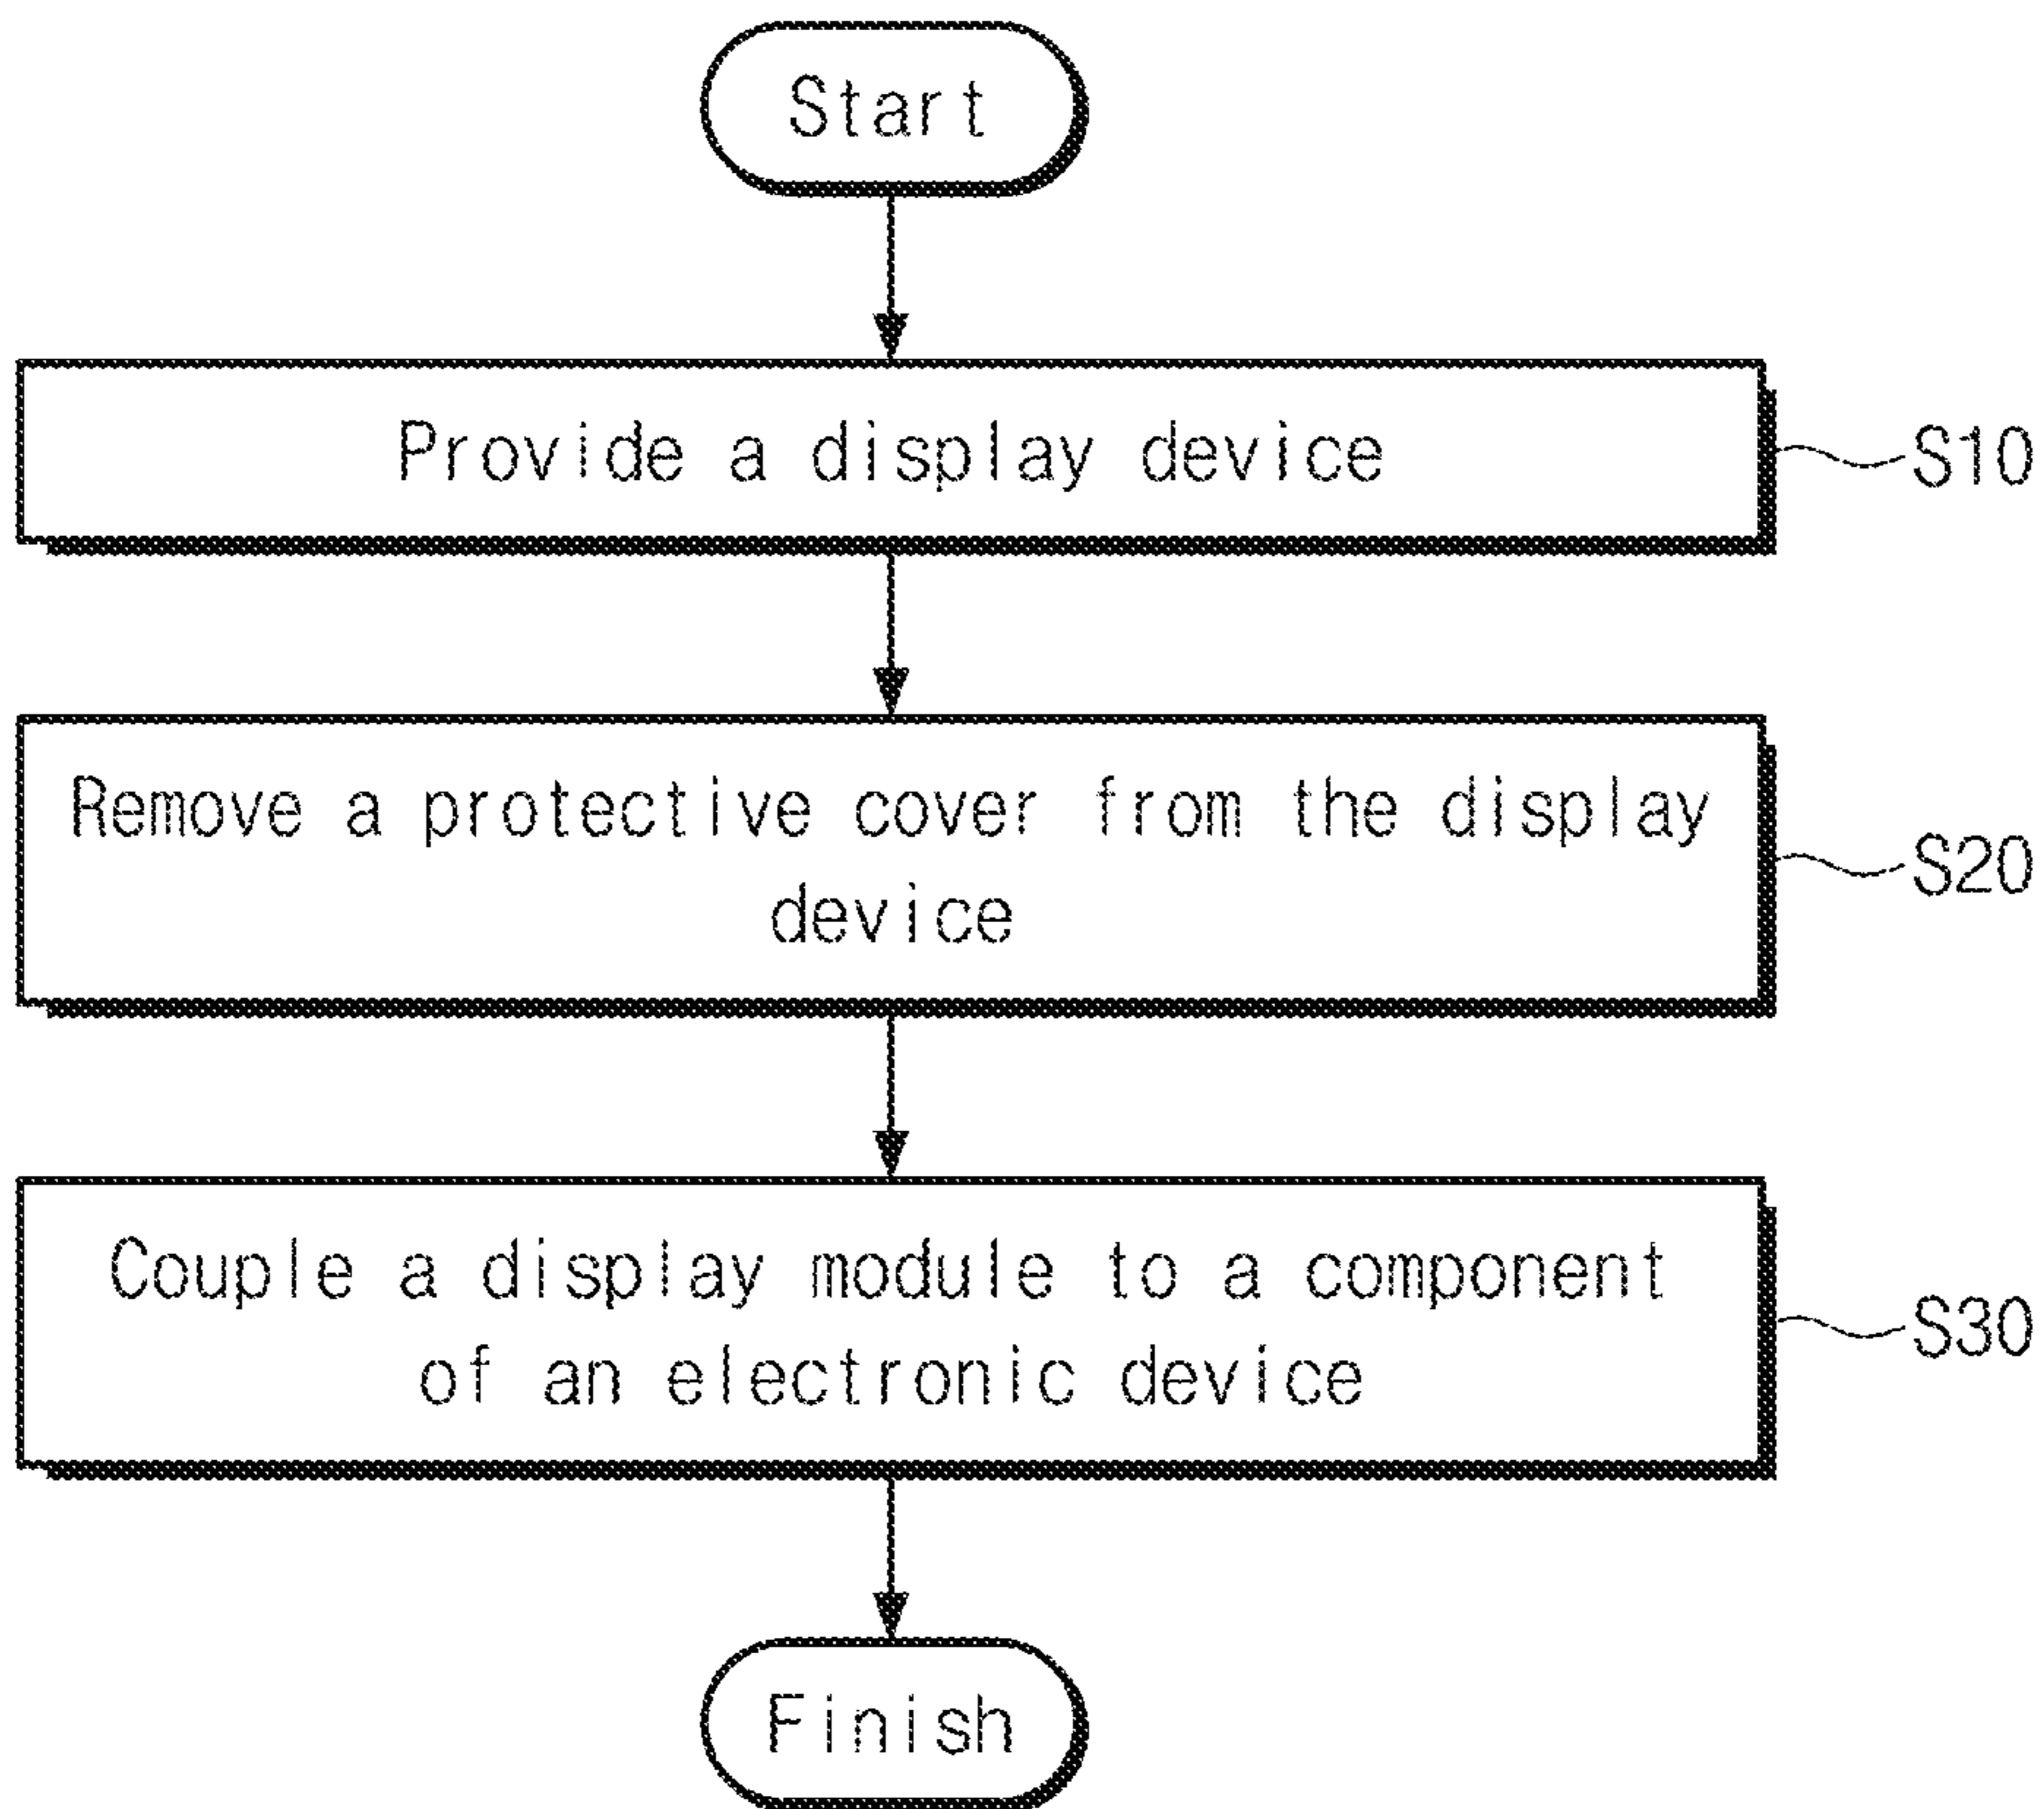 Start
Provide a display device
S10
Remove a protective cover from the display
device
S20
Couple a display module to a component
of an electronic device
S30
Finish